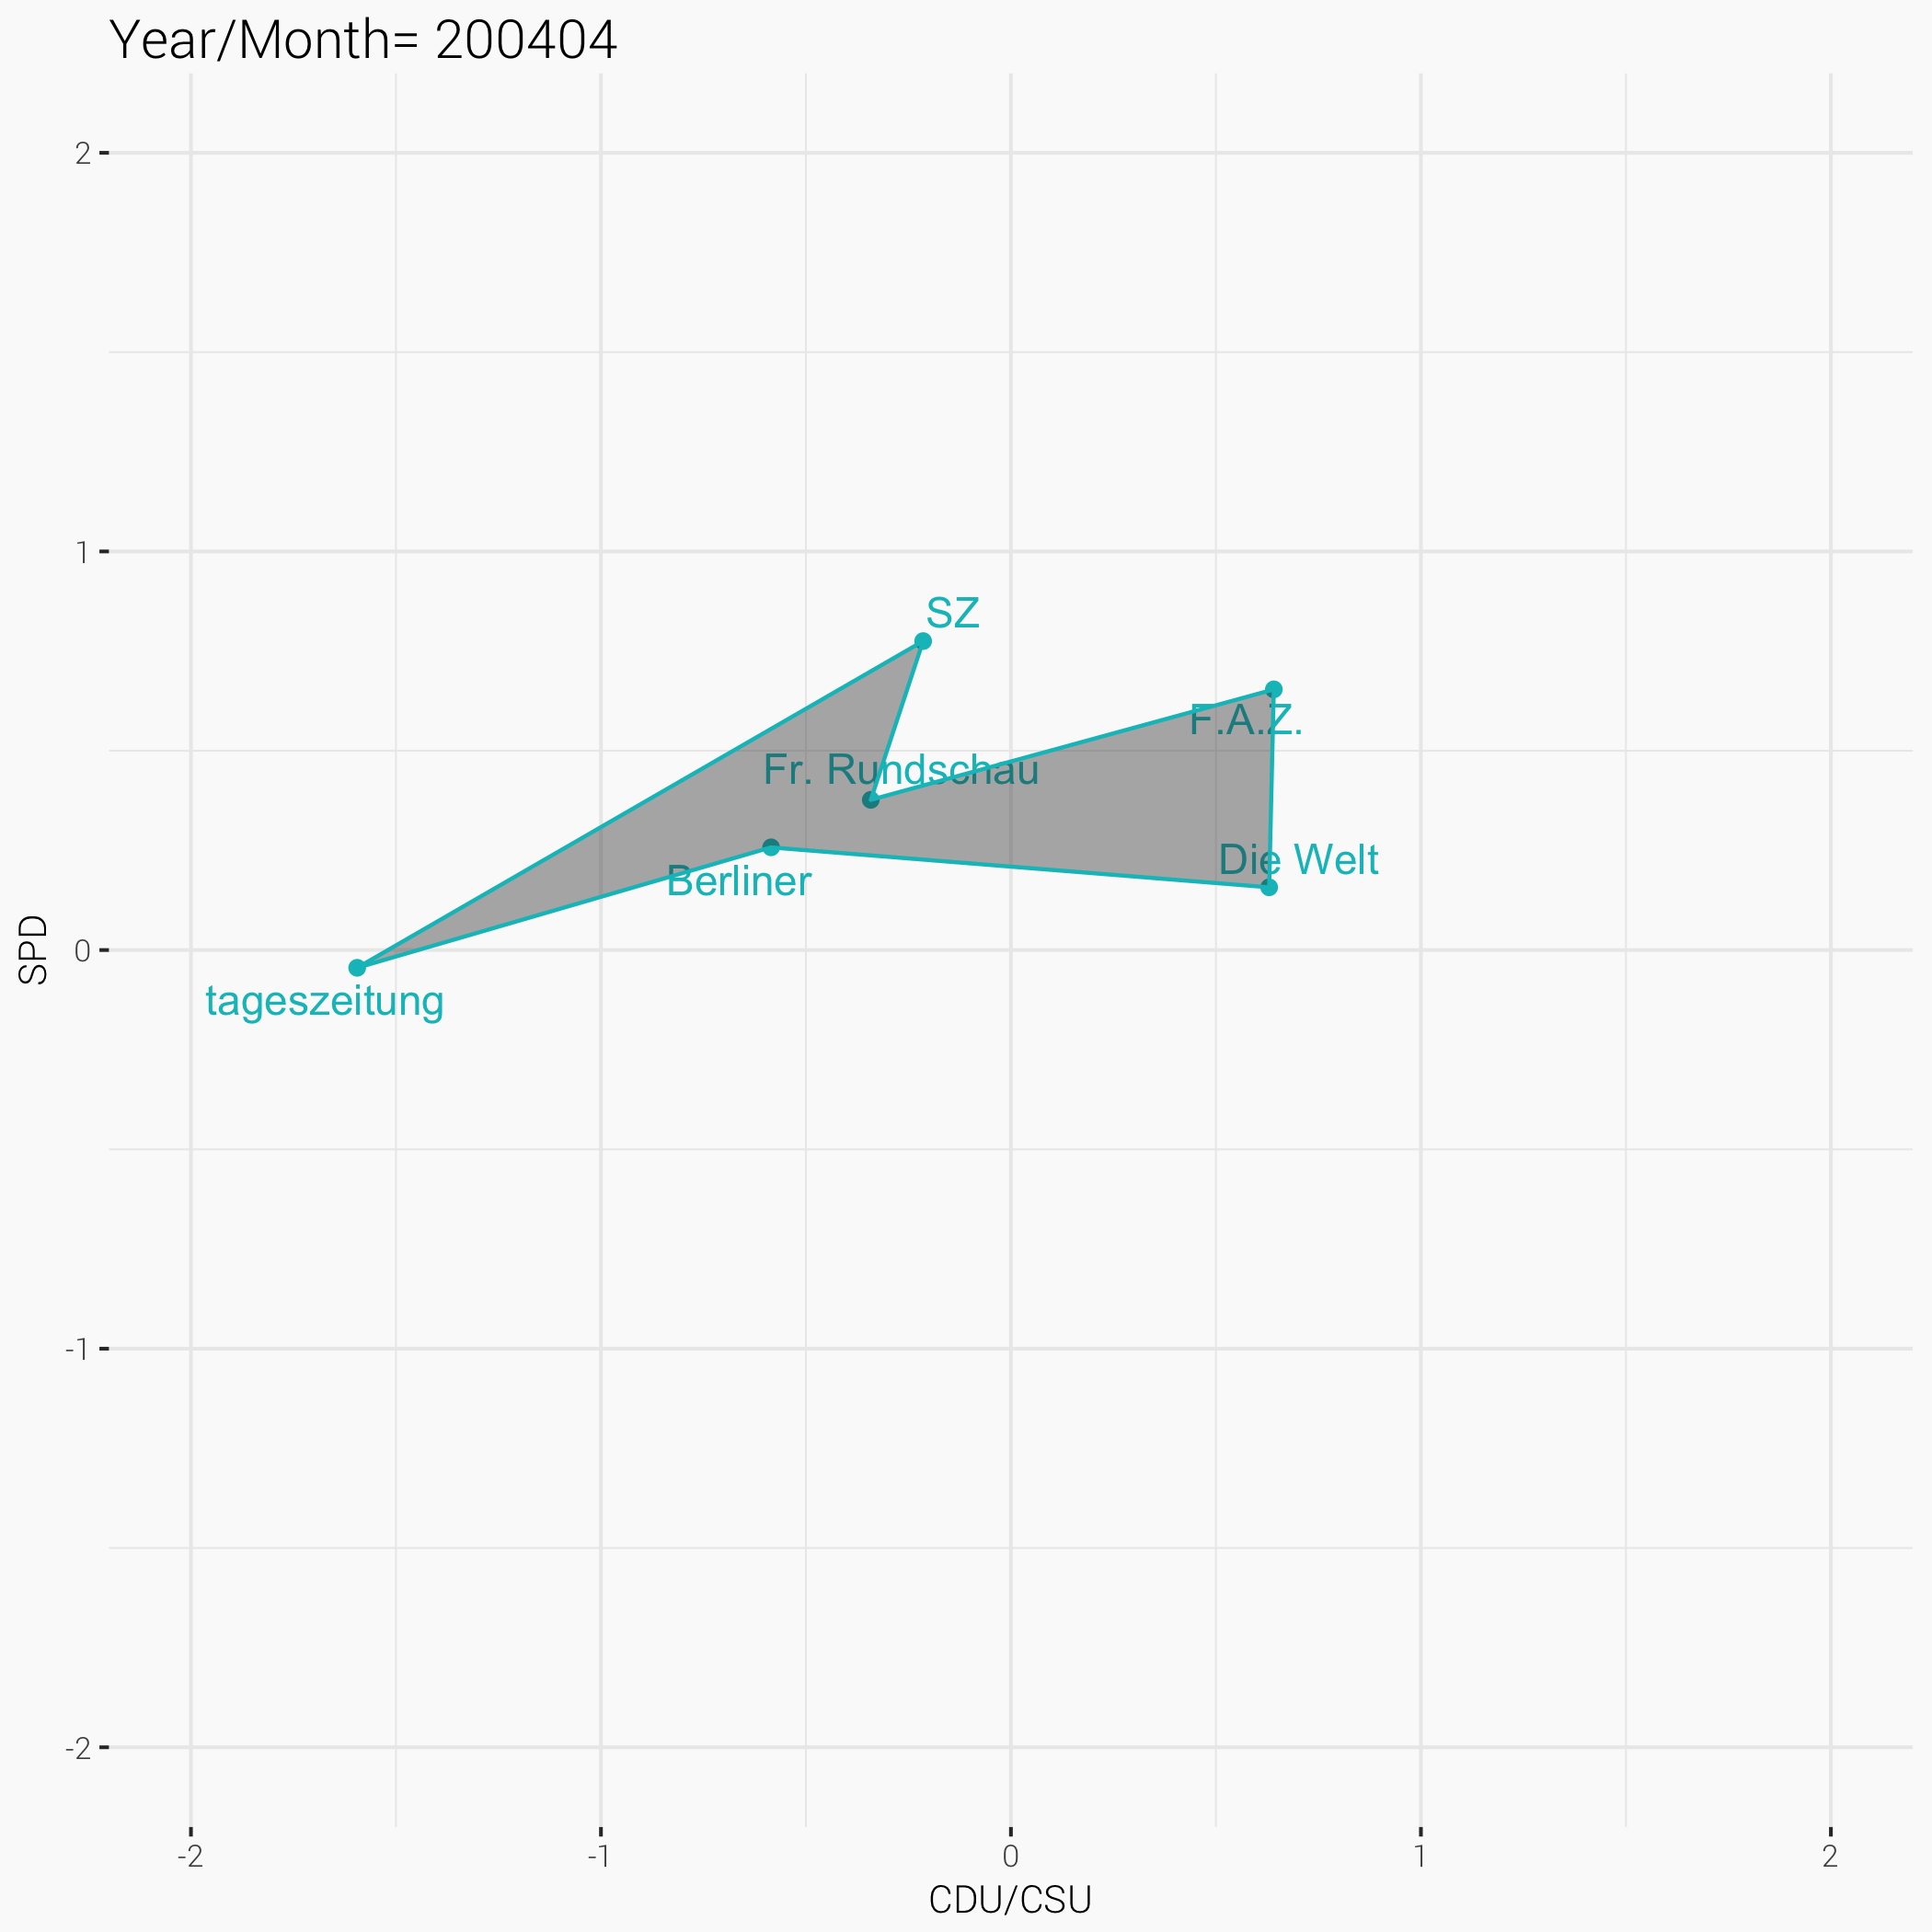 Year/Month= 200404
2
1
0
-1
-2
SPD
SZ
F.A.Z.
Fr. Rundschau
Die Welt
Berliner
tageszeitung
-2
-1
0
1
2
CDU/CSU